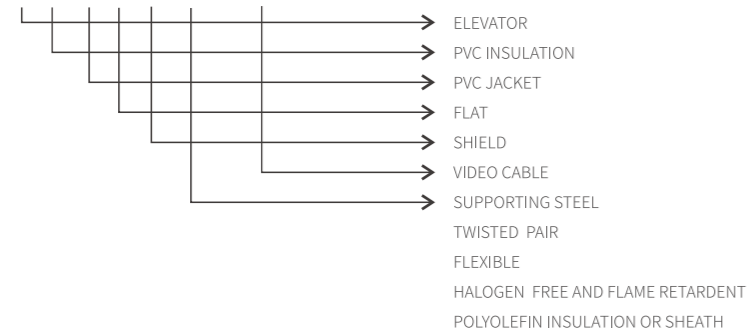 ELEVATOR
PVC INSULATION
PVC JACKET
FLAT
SHIELD
VIDEO CABLE
SUPPORTING STEEL
TWISTED PAIR
FLEXIBLE
HALOGEN FREE AND FLAME RETARDENT
POLYOLEFIN INSULATION OR SHEATH